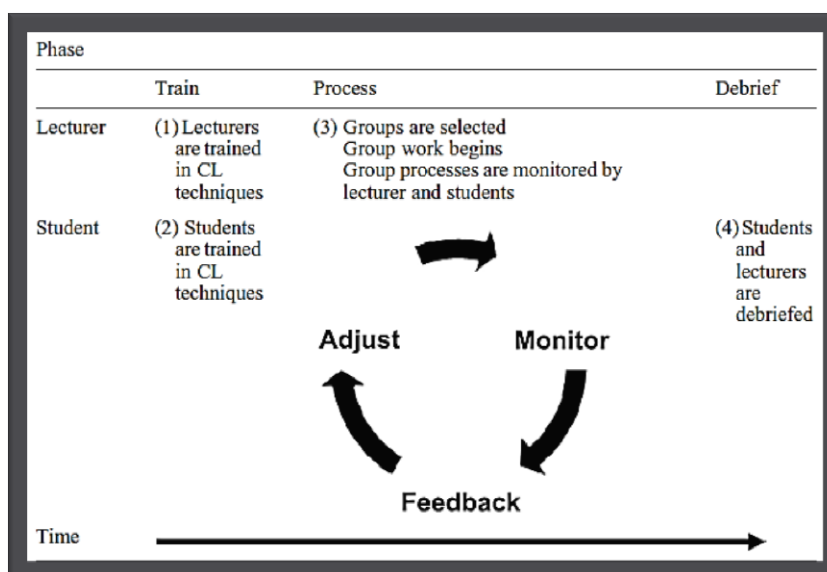 Phase
Train Process Debrief
Lecturer (1) Lecturers are trained in CL techniques
(3) Groups are selected
Group work begins
Group processes are monitored by
lecturer and students
Student (2) Students are trained in CL techniques
(4) Students and lecturers are debriefed
Adjust Monitor
Feedback
Time